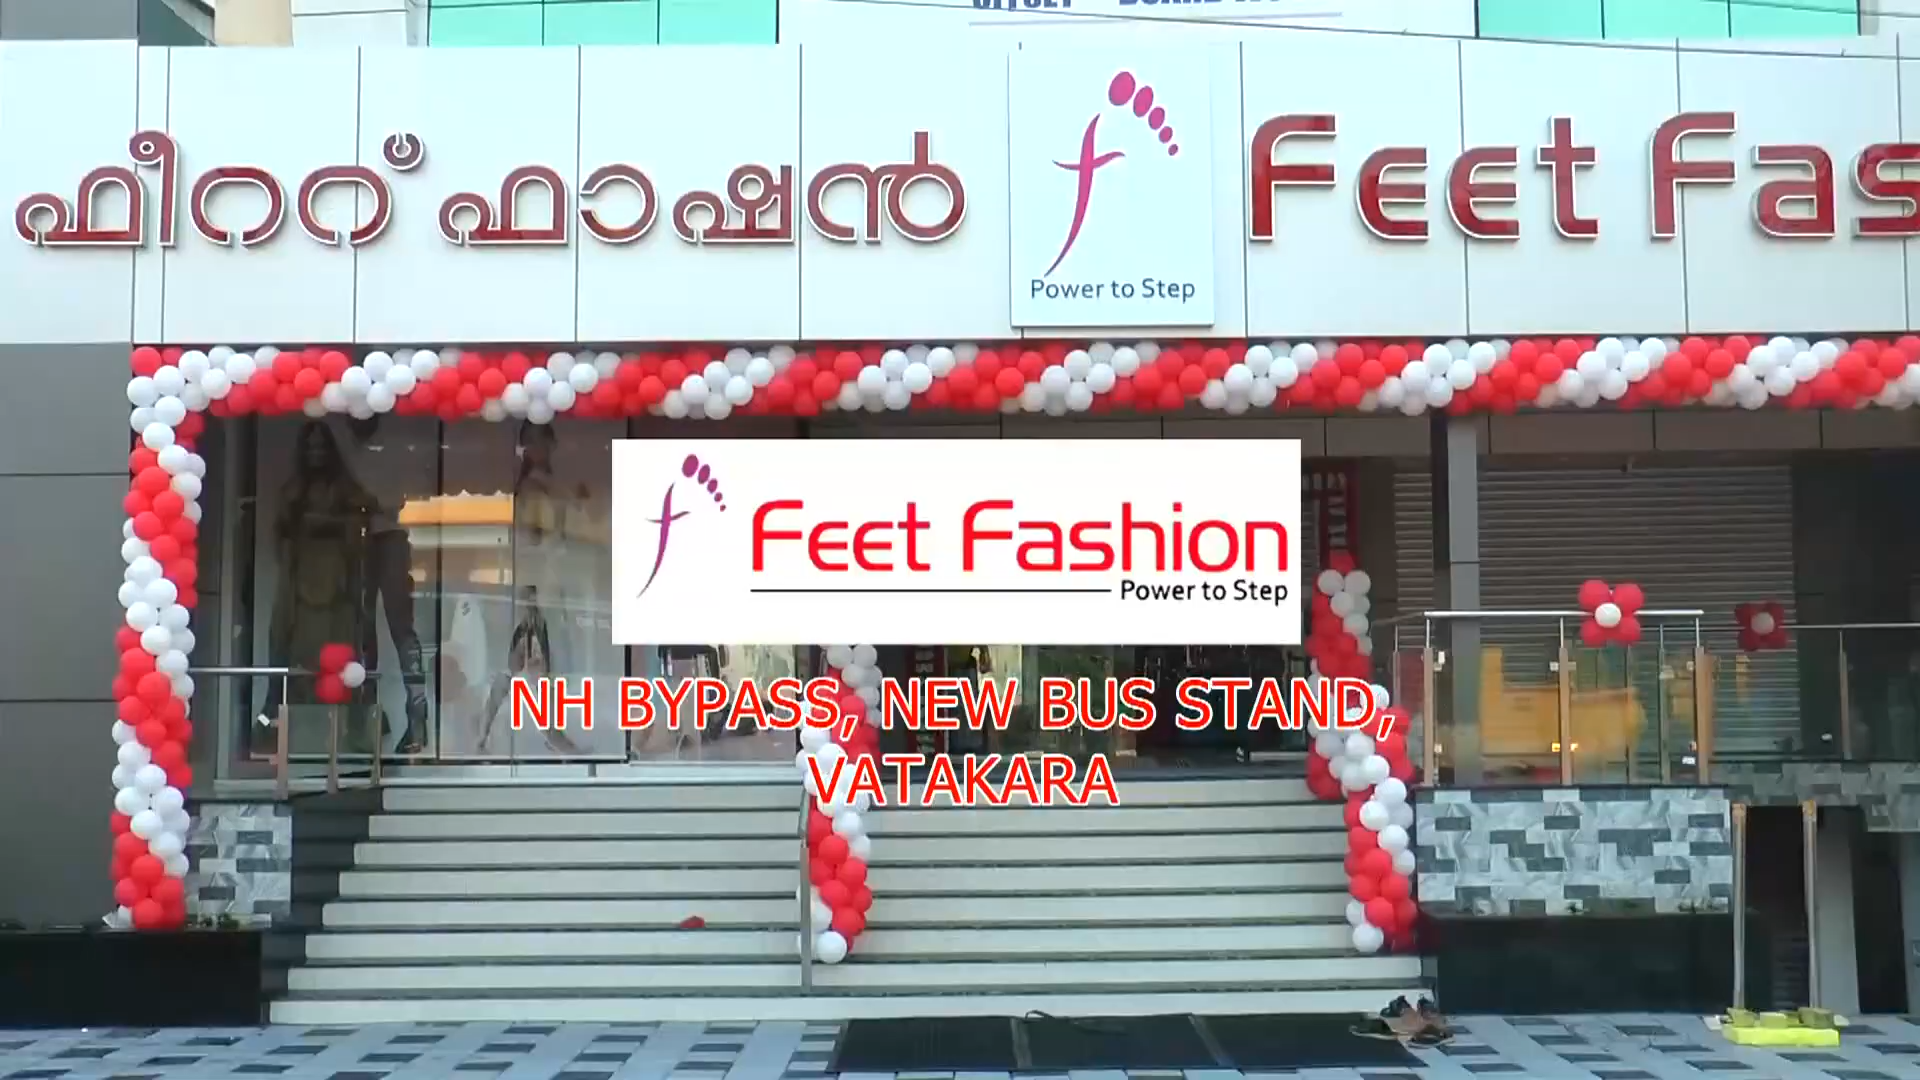 ഫീററ് ഫാഷൻ
Feet Fas
Power to Step
Feet Fashion
Power to Step
NH BYPASS, NEW BUS STAND,
VATAKARA